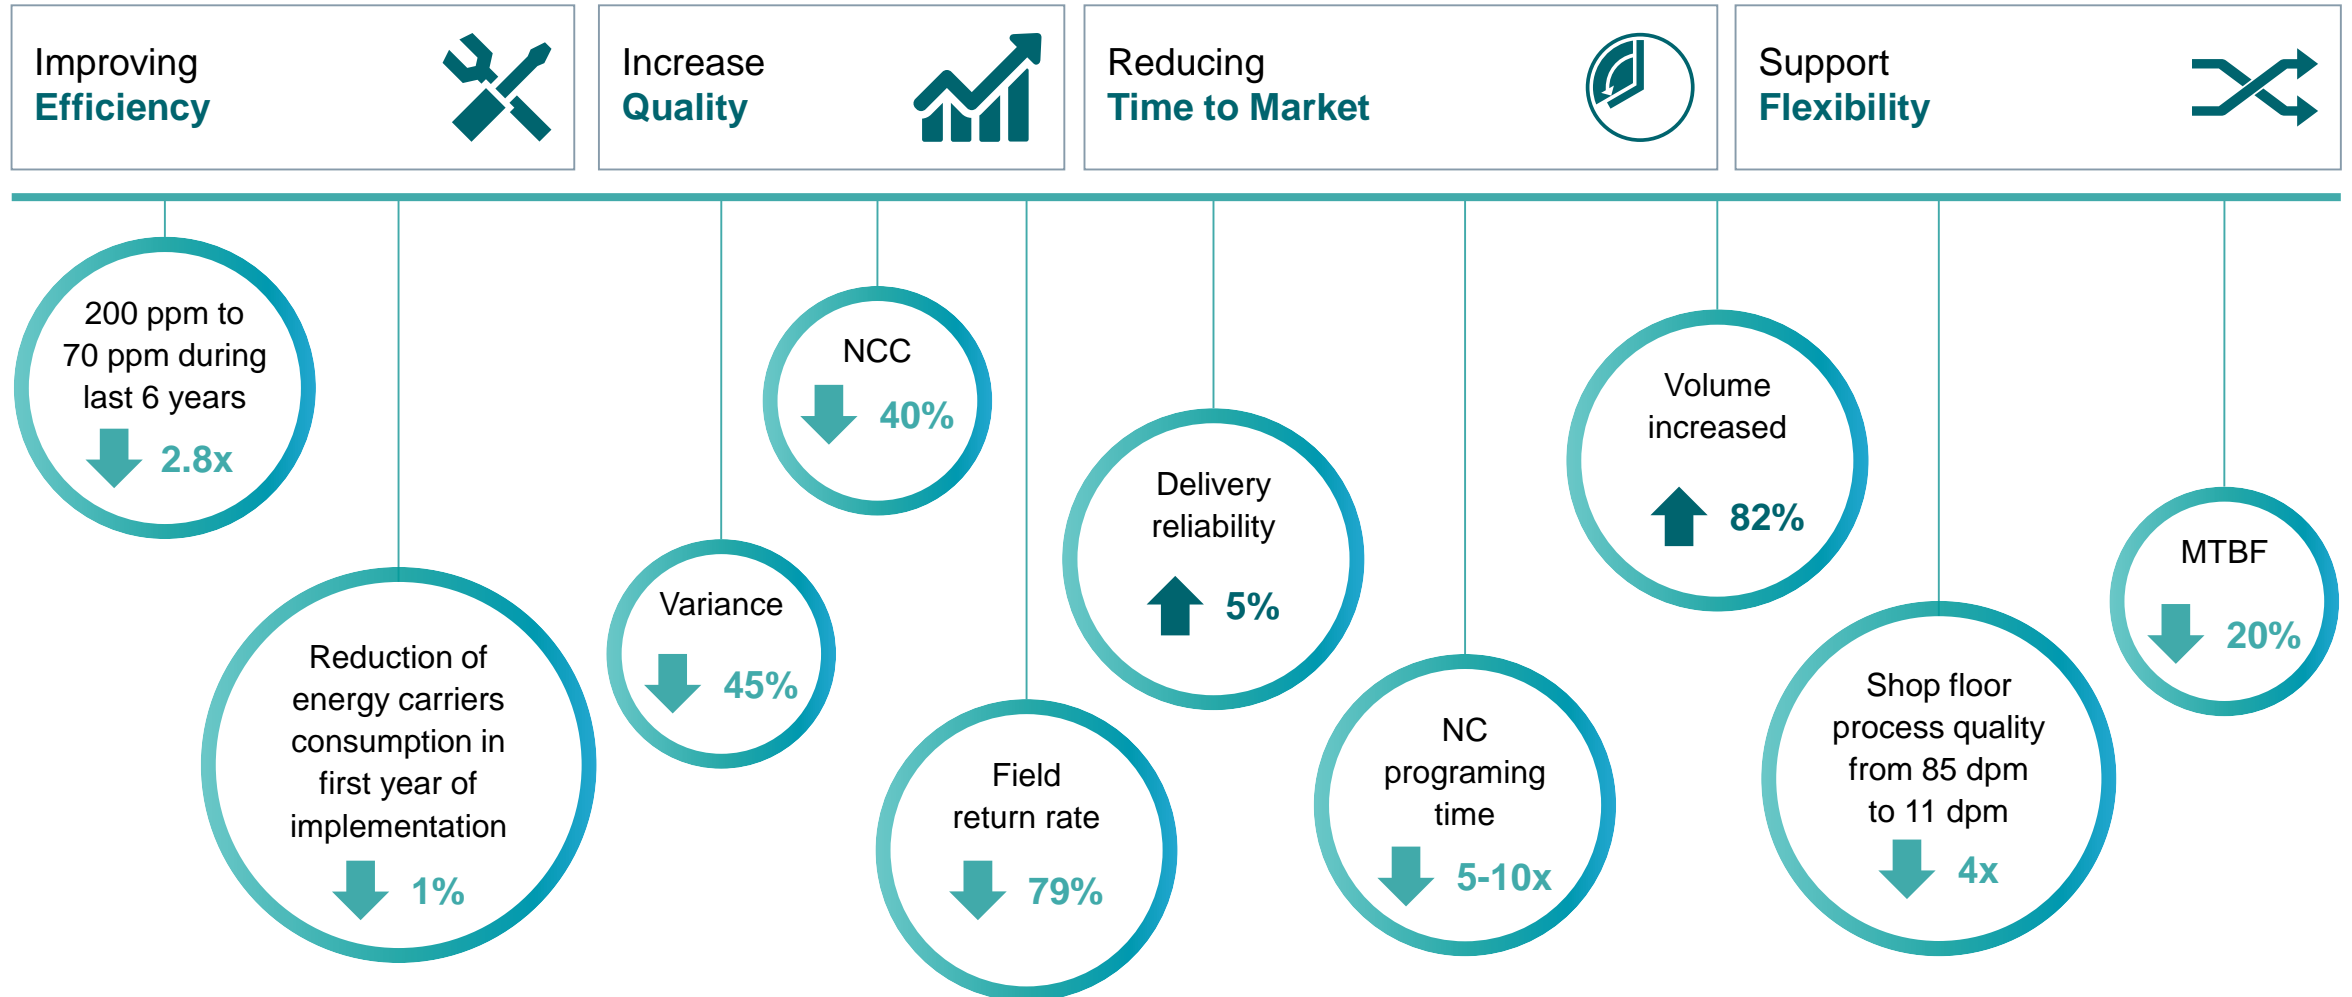 Improving
Efficiency
Increase
Quality
Reducing
Time to Market
Support
Flexibility
200 ppm to
70 ppm during
last 6 years
2.8x
Reduction of
energy carriers
consumption in
first year of
implementation
1%
Variance
45%
NCC
40%
Field
return rate
79%
Delivery
reliability
5%
NC
programing
time
5-10x
Volume
increased
82%
Shop floor
process quality
from 85 dpm
to 11 dpm
4x
MTBF
20%